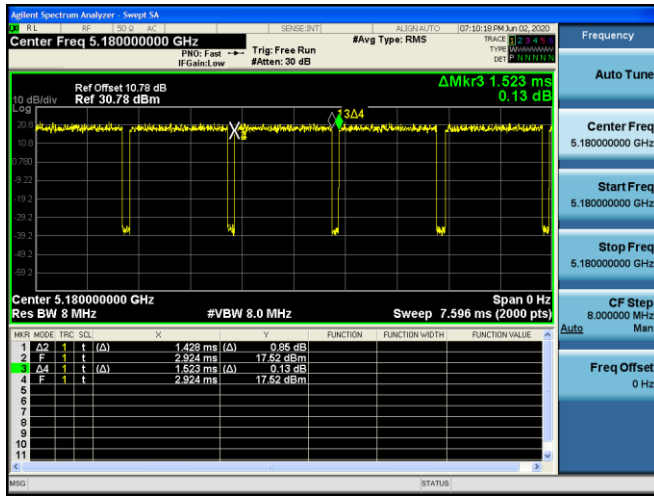 Agilent Spectrum Analyzer - Swept SA
RL RF 50 Ω AC SENSE:INT ALIGN AUTO 07:10:18 PM Jun 02, 2020
Center Freq 5.180000000 GHz #Avg Type: RMS TRACE 1 2 3 4 5 6
PNO: Fast Trig: Free Run TYPE
IFGain:Low #Atten: 30 dB DET P N N N N N
Ref Offset 10.78 dB ΔMkr3 1.523 ms
10 dB/div Ref 30.78 dBm 0.13 dB
Log
20.8
10.8
0.780
-9.22
-19.2
-29.2
-39.2
-49.2
-59.2
13Δ4
Center 5.180000000 GHz Span 0 Hz
Res BW 8 MHz #VBW 8.0 MHz Sweep 7.596 ms (2000 pts)
MKR MODE TRC SCL X Y FUNCTION FUNCTION WIDTH FUNCTION VALUE
1 Δ2 1 t (Δ) 1.428 ms (Δ) 0.85 dB
2 F 1 t 2.924 ms 17.52 dBm
3 Δ4 1 t (Δ) 1.523 ms (Δ) 0.13 dB
4 F 1 t 2.924 ms 17.52 dBm
5
6
7
8
9
10
11
MSG STATUS
Frequency
Auto Tune
Center Freq
5.180000000 GHz
Start Freq
5.180000000 GHz
Stop Freq
5.180000000 GHz
CF Step
8.000000 MHz
Auto Man
Freq Offset
0 Hz